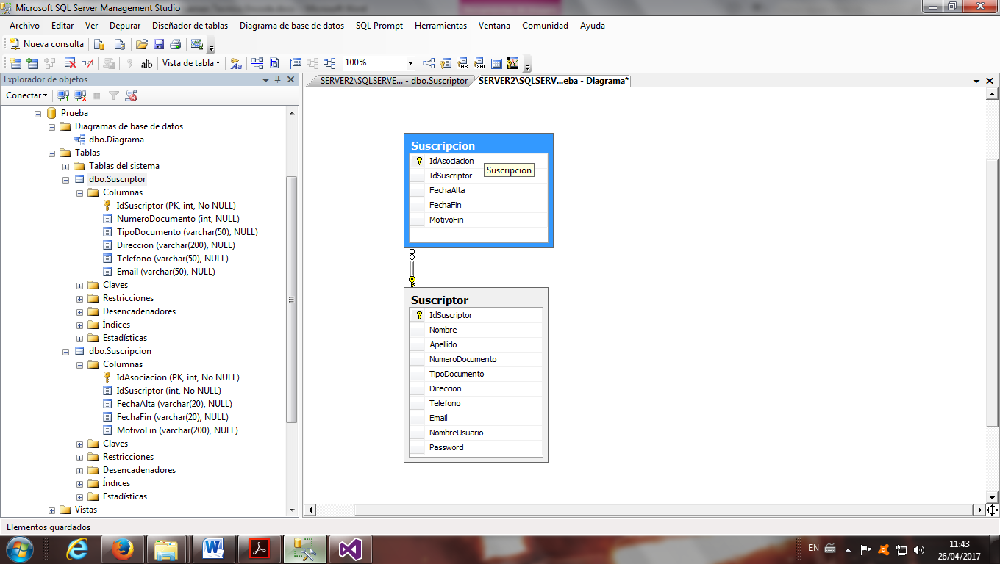 Microsoft SQL Server Management Studio
Archivo Editar Ver Depurar Diseñador de tablas Diagrama de base de datos SQL Prompt Herramientas Ventana Comunidad Ayuda
Nueva consulta
ab Vista de tabla 100%
Explorador de objetos
SERVER2\SQLSERVE... - dbo.Suscriptor SERVER2\SQLSERV...eba - Diagrama*
Conectar
Prueba
Diagramas de base de datos
dbo.Diagrama
Tablas
Tablas del sistema
dbo.Suscriptor
Columnas
IdSuscriptor (PK, int, No NULL)
NumeroDocumento (int, NULL)
TipoDocumento (varchar(50), NULL)
Direccion (varchar(200), NULL)
Telefono (varchar(50), NULL)
Email (varchar(50), NULL)
Claves
Restricciones
Desencadenadores
Índices
Estadísticas
dbo.Suscripcion
Columnas
IdAsociacion (PK, int, No NULL)
IdSuscriptor (int, No NULL)
FechaAlta (varchar(20), NULL)
FechaFin (varchar(20), NULL)
MotivoFin (varchar(200), NULL)
Claves
Restricciones
Desencadenadores
Índices
Estadísticas
Vistas
Suscripcion
IdAsociacion
Suscripcion
IdSuscriptor
FechaAlta
FechaFin
MotivoFin
Suscriptor
IdSuscriptor
Nombre
Apellido
NumeroDocumento
TipoDocumento
Direccion
Telefono
Email
NombreUsuario
Password
Elementos guardados
EN
11:43
26/04/2017